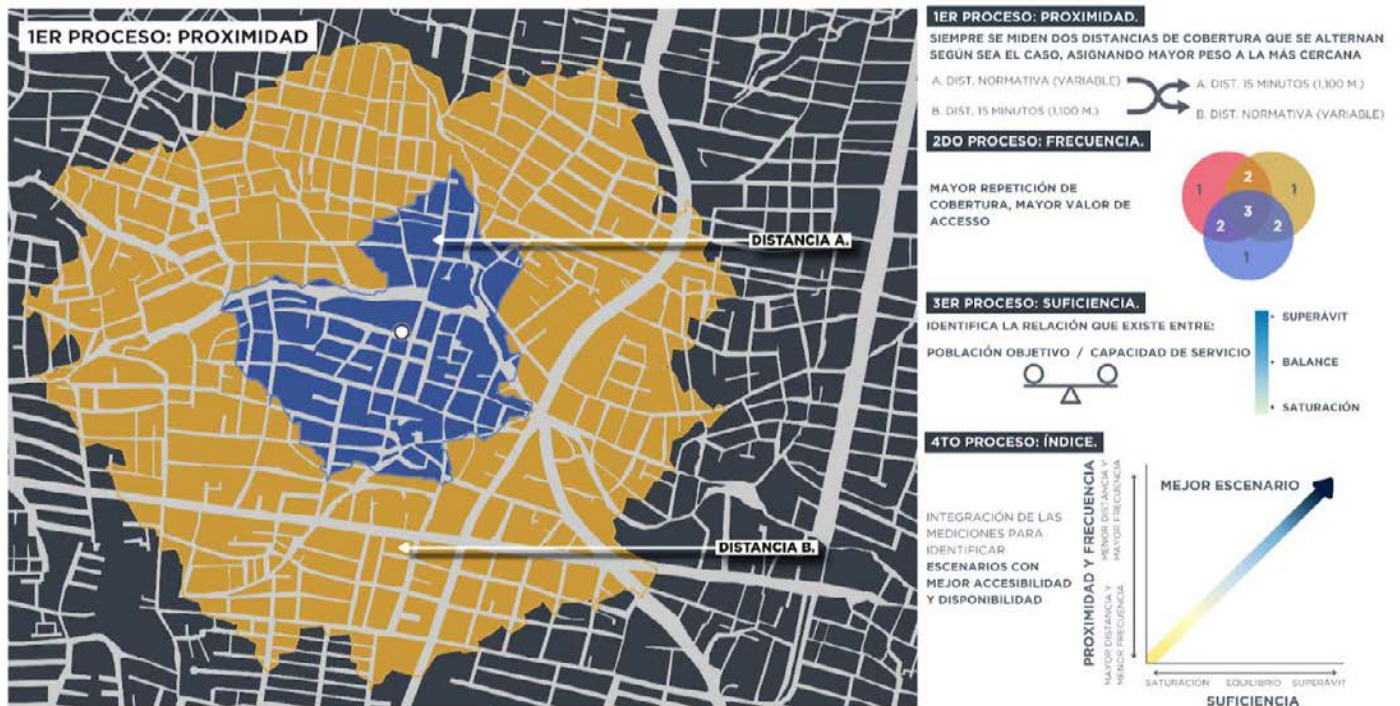 1ER PROCESO: PROXIMIDAD
DISTANCIA A.
DISTANCIA B.
1ER PROCESO: PROXIMIDAD.
SIEMPRE SE MIDEN DOS DISTANCIAS DE COBERTURA QUE SE ALTERNAN
SEGÚN SEA EL CASO, ASIGNANDO MAYOR PESO A LA MÁS CERCANA
A. DIST. NORMATIVA (VARIABLE)
A. DIST. 15 MINUTOS (1,100 M.)
B. DIST. 15 MINUTOS (1,100 M.)
B. DIST. NORMATIVA (VARIABLE)
2DO PROCESO: FRECUENCIA.
MAYOR REPETICIÓN DE
COBERTURA, MAYOR VALOR DE
ACCESSO
1
2
1
3
2
2
1
3ER PROCESO: SUFICIENCIA.
IDENTIFICA LA RELACIÓN QUE EXISTE ENTRE:
POBLACIÓN OBJETIVO / CAPACIDAD DE SERVICIO
SUPERÁVIT
BALANCE
SATURACIÓN
4TO PROCESO: ÍNDICE.
INTEGRACIÓN DE LAS
MEDICIONES PARA
IDENTIFICAR
ESCENARIOS CON
MEJOR ACCESIBILIDAD
Y DISPONIBILIDAD
PROXIMIDAD Y FRECUENCIA
MENOR DISTANCIA Y
MAYOR FRECUENCIA
MAYOR DISTANCIA Y
MENOR FRECUENCIA
MEJOR ESCENARIO
SATURACIÓN
EQUILIBRIO
SUPERÁVIT
SUFICIENCIA